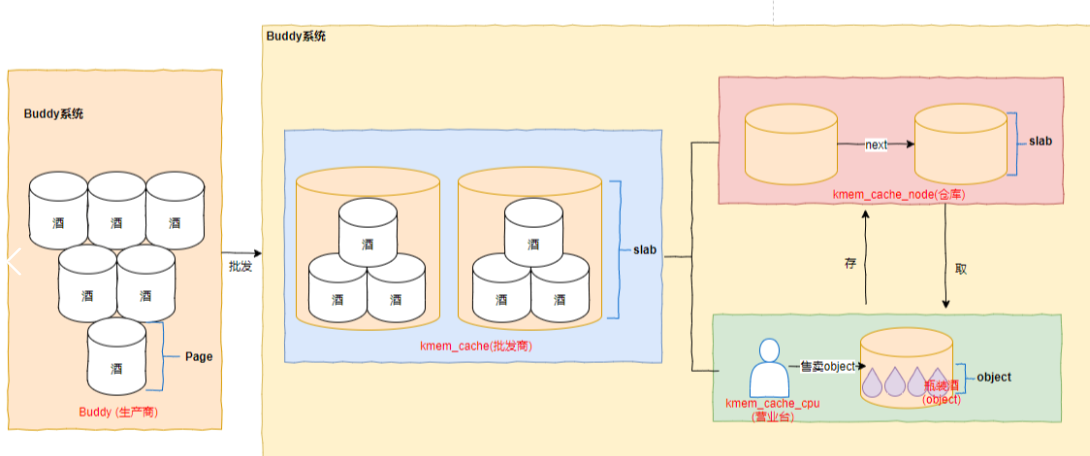 Buddy系统
酒
酒
酒
酒
酒
酒
Page
Buddy (生产商)
批发
Buddy系统
酒
酒
酒
酒
酒
酒
slab
kmem_cache(批发商)
next
slab
kmem_cache_node(仓库)
存
取
售卖object
kmem_cache_cpu
(营业台)
瓶装酒
(object)
object